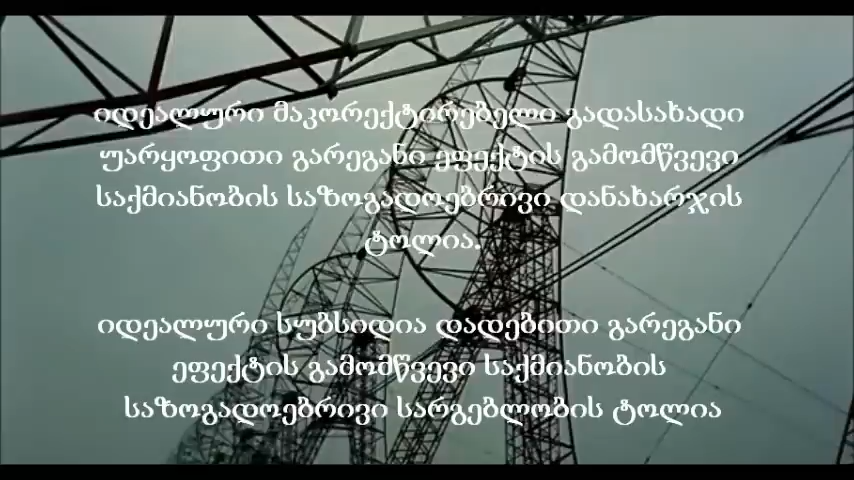 იდეალური მაკორექტირებელი გადასახადი
უარყოფითი გარეგანი ეფექტის გამომწვევი
საქმიანობის საზოგადოებრივი დანახარჯის
ტოლია.
იდეალური სუბსიდია დადებითი გარეგანი
ეფექტის გამომწვევი საქმიანობის
საზოგადოებრივი სარგებლობის ტოლია